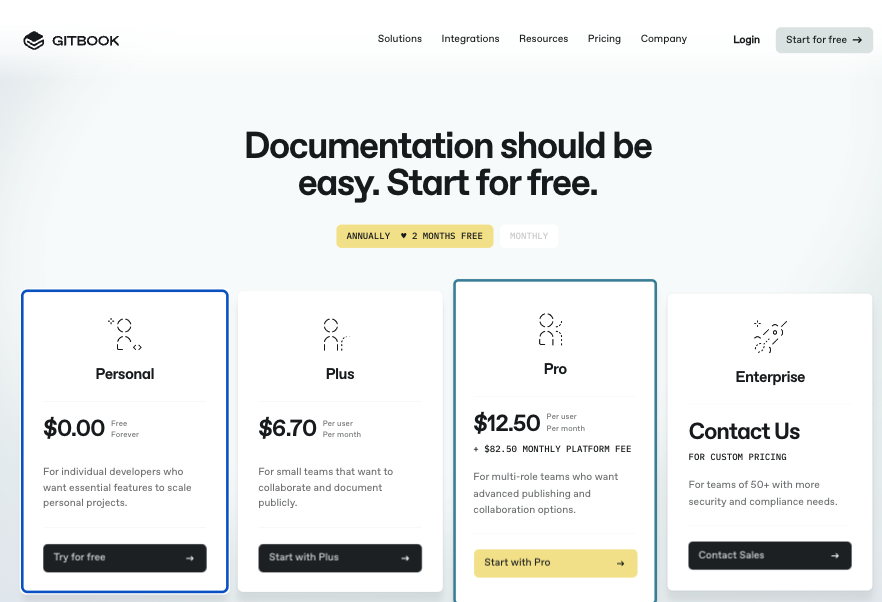 GITBOOK
Solutions
Integrations
Resources
Pricing
Company
Login
Start for free →
Documentation should be
easy. Start for free.
ANNUALLY ♥ 2 MONTHS FREE
MONTHLY
Personal
$0.00 Free
Forever
For individual developers who
want essential features to scale
personal projects.
Try for free →
Plus
$6.70 Per user
Per month
For small teams that want to
collaborate and document
publicly.
Start with Plus →
Pro
$12.50 Per user
Per month
+ $82.50 MONTHLY PLATFORM FEE
For multi-role teams who want
advanced publishing and
collaboration options.
Start with Pro →
Enterprise
Contact Us
FOR CUSTOM PRICING
For teams of 50+ with more
security and compliance needs.
Contact Sales →